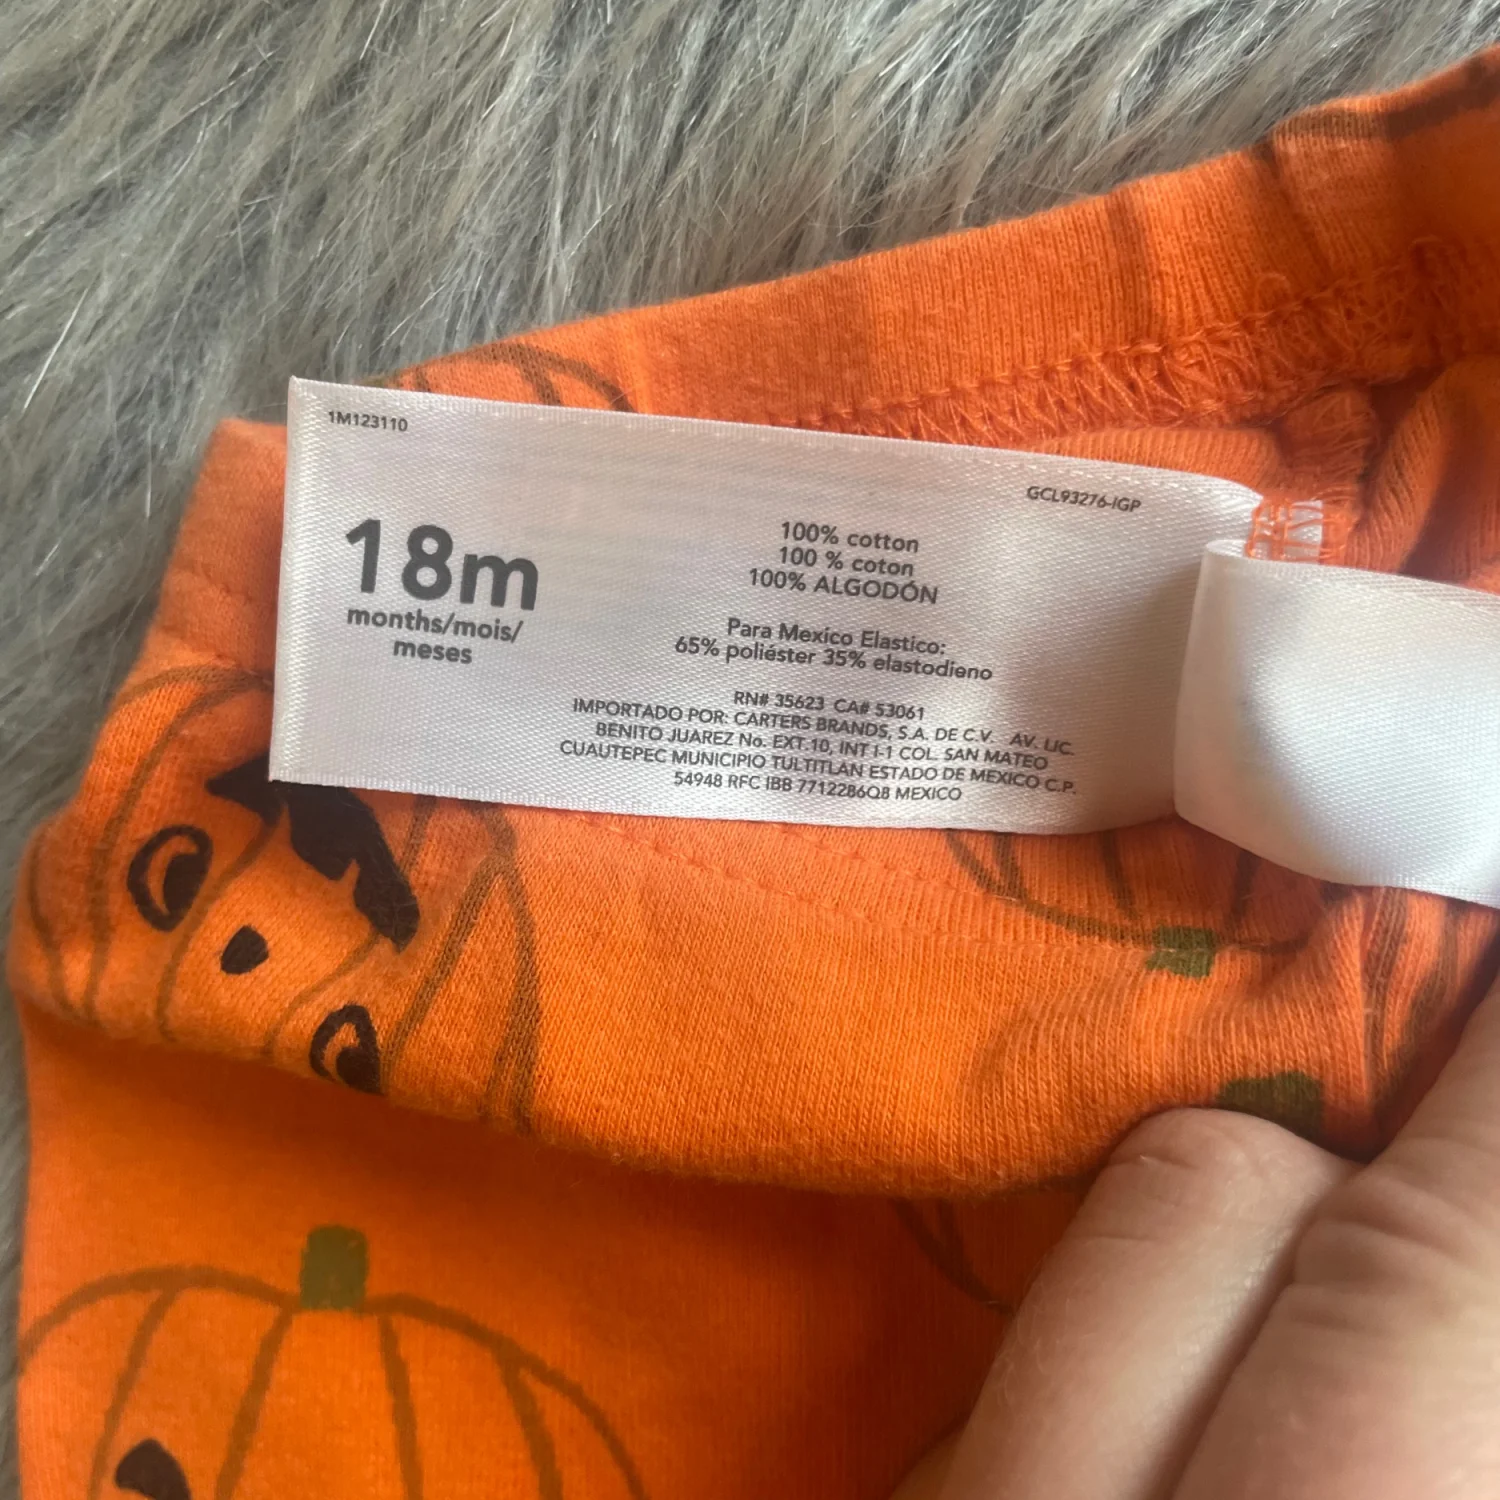 1M123110
GCL93276-IGP
18m
months/mois/
meses
100% cotton
100 % coton
100% ALGODÓN
Para Mexico Elastico:
65% poliéster 35% elastodieno
RN# 35623 CA# 53061
IMPORTADO POR: CARTERS BRANDS, S.A. DE C.V. AV. LIC.
BENITO JUAREZ No. EXT.10, INT I-1 COL. SAN MATEO
CUAUTEPEC MUNICIPIO TULTITLAN ESTADO DE MEXICO C.P.
54948 RFC IBB 7712286Q8 MEXICO